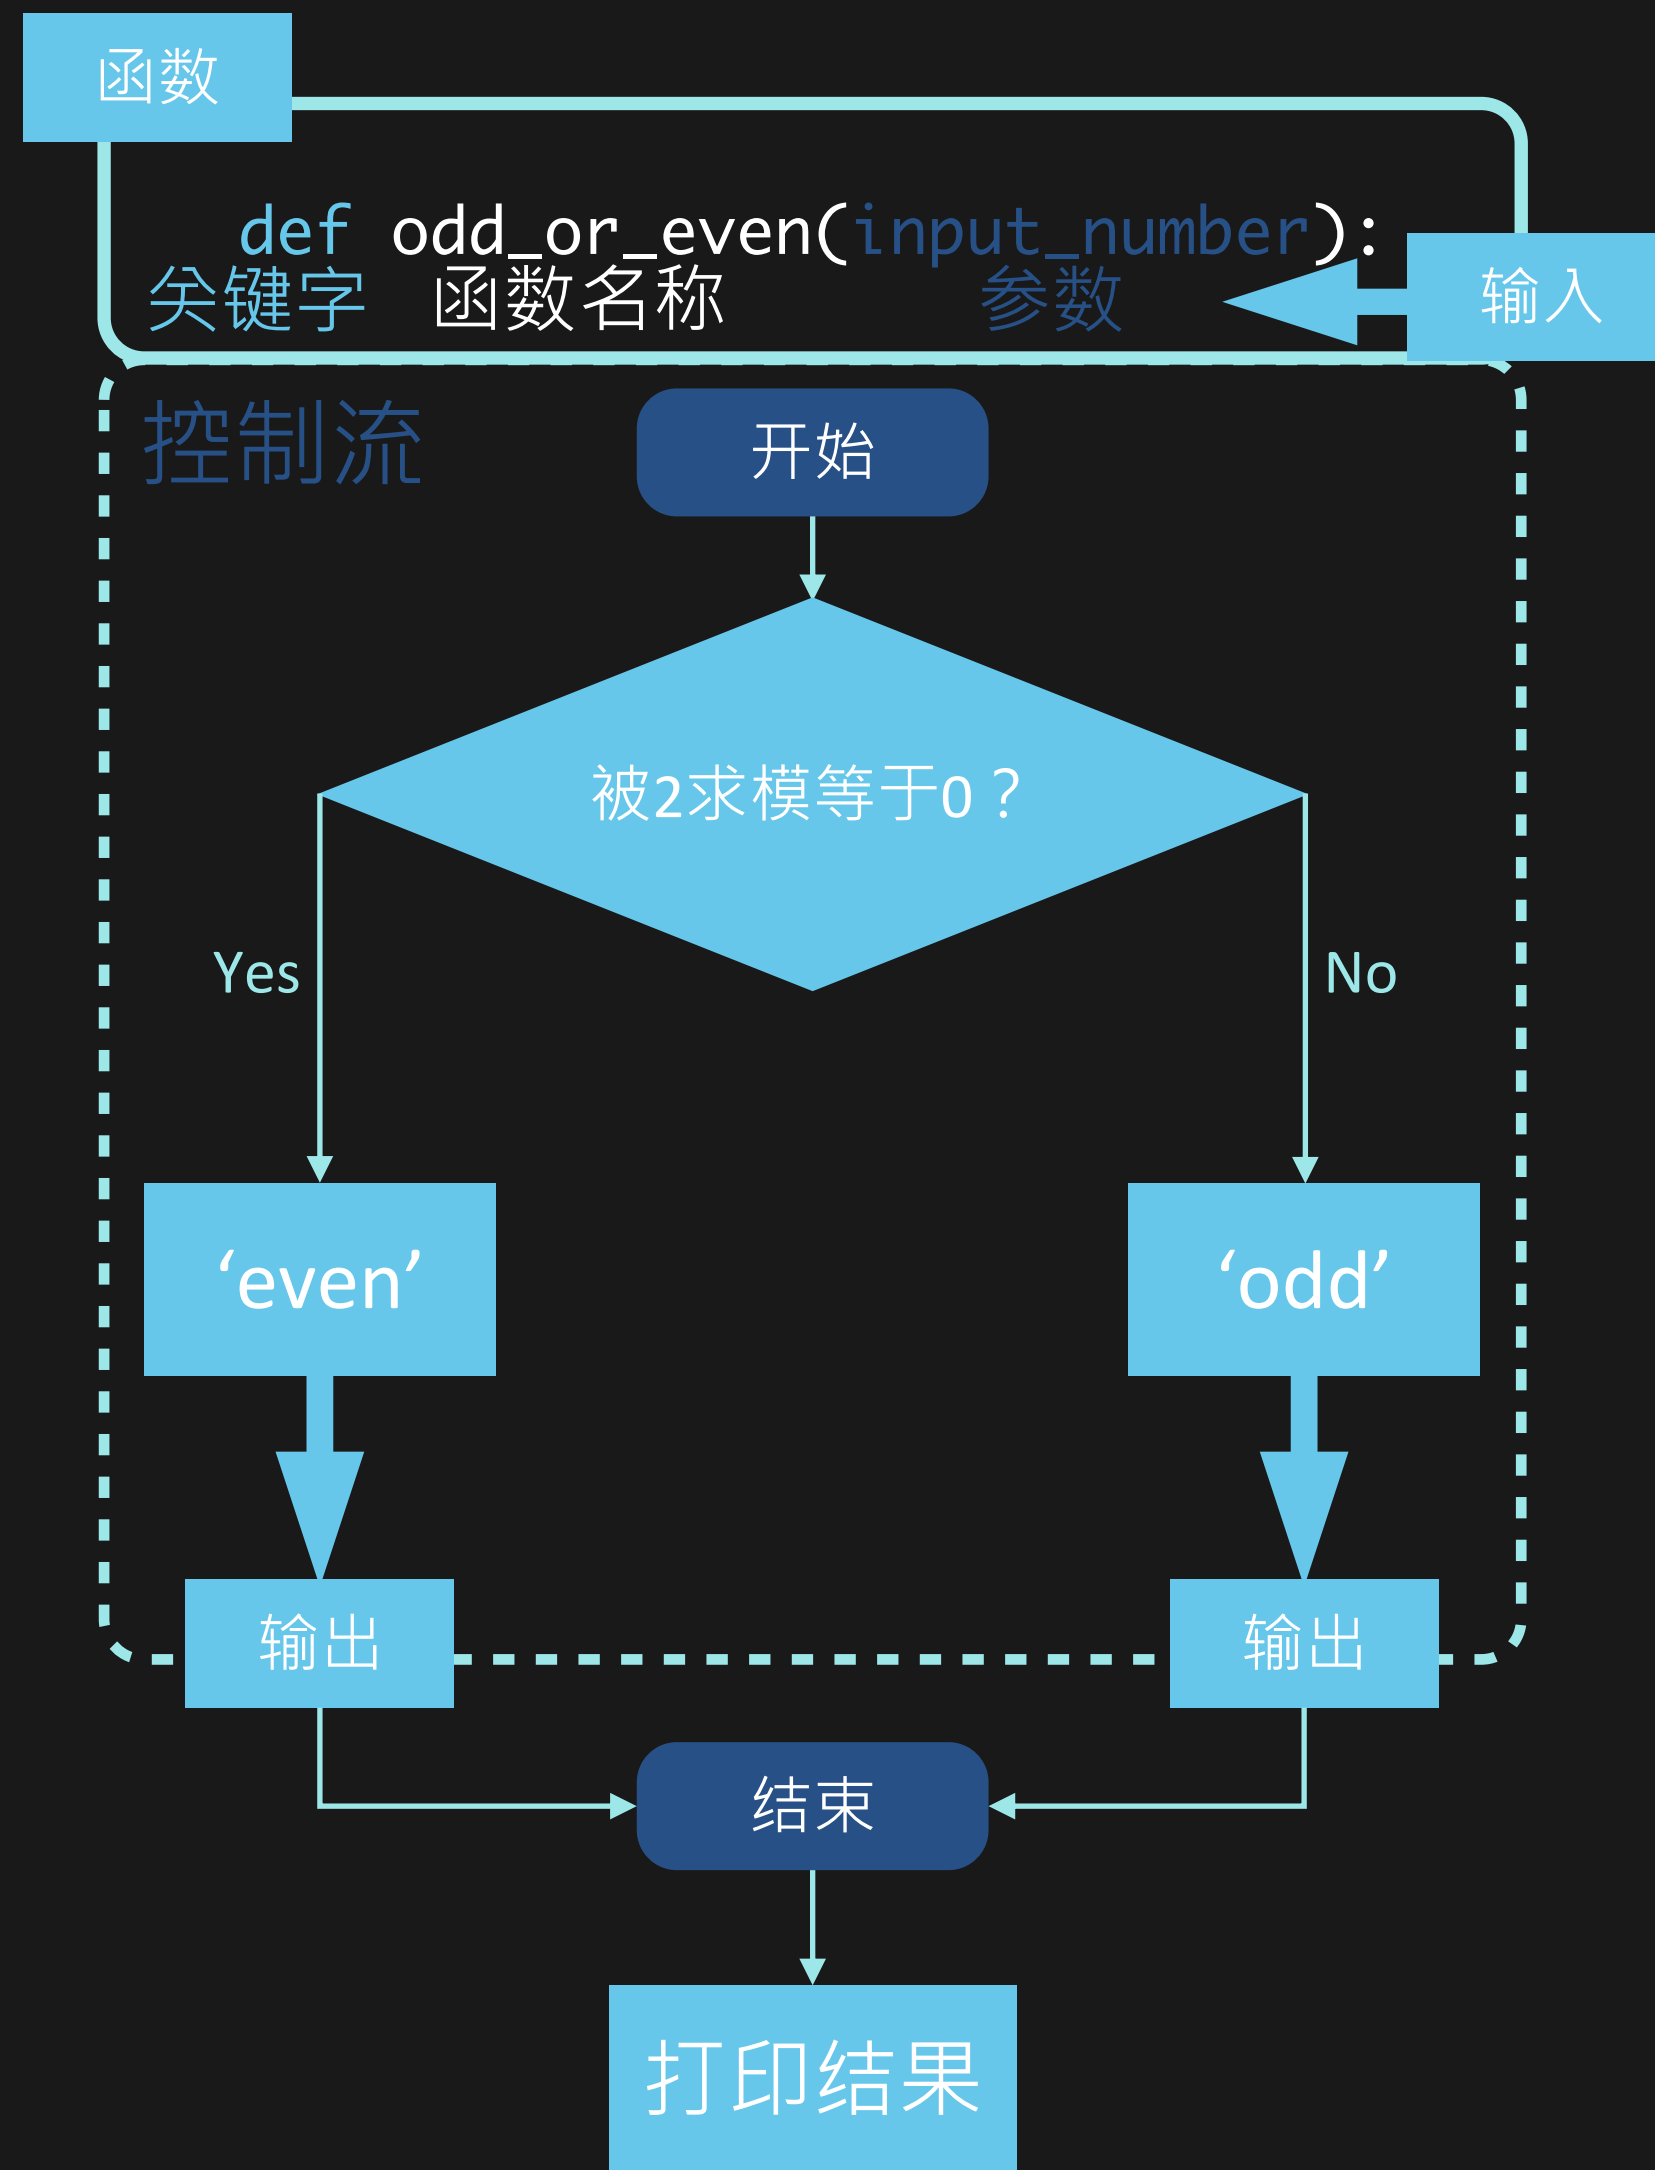 函数
def odd_or_even(input_number):
关键字 函数名称 参数
输入
控制流
开始
被2求模等于0？
Yes
No
‘even’
‘odd’
输出
输出
结束
打印结果